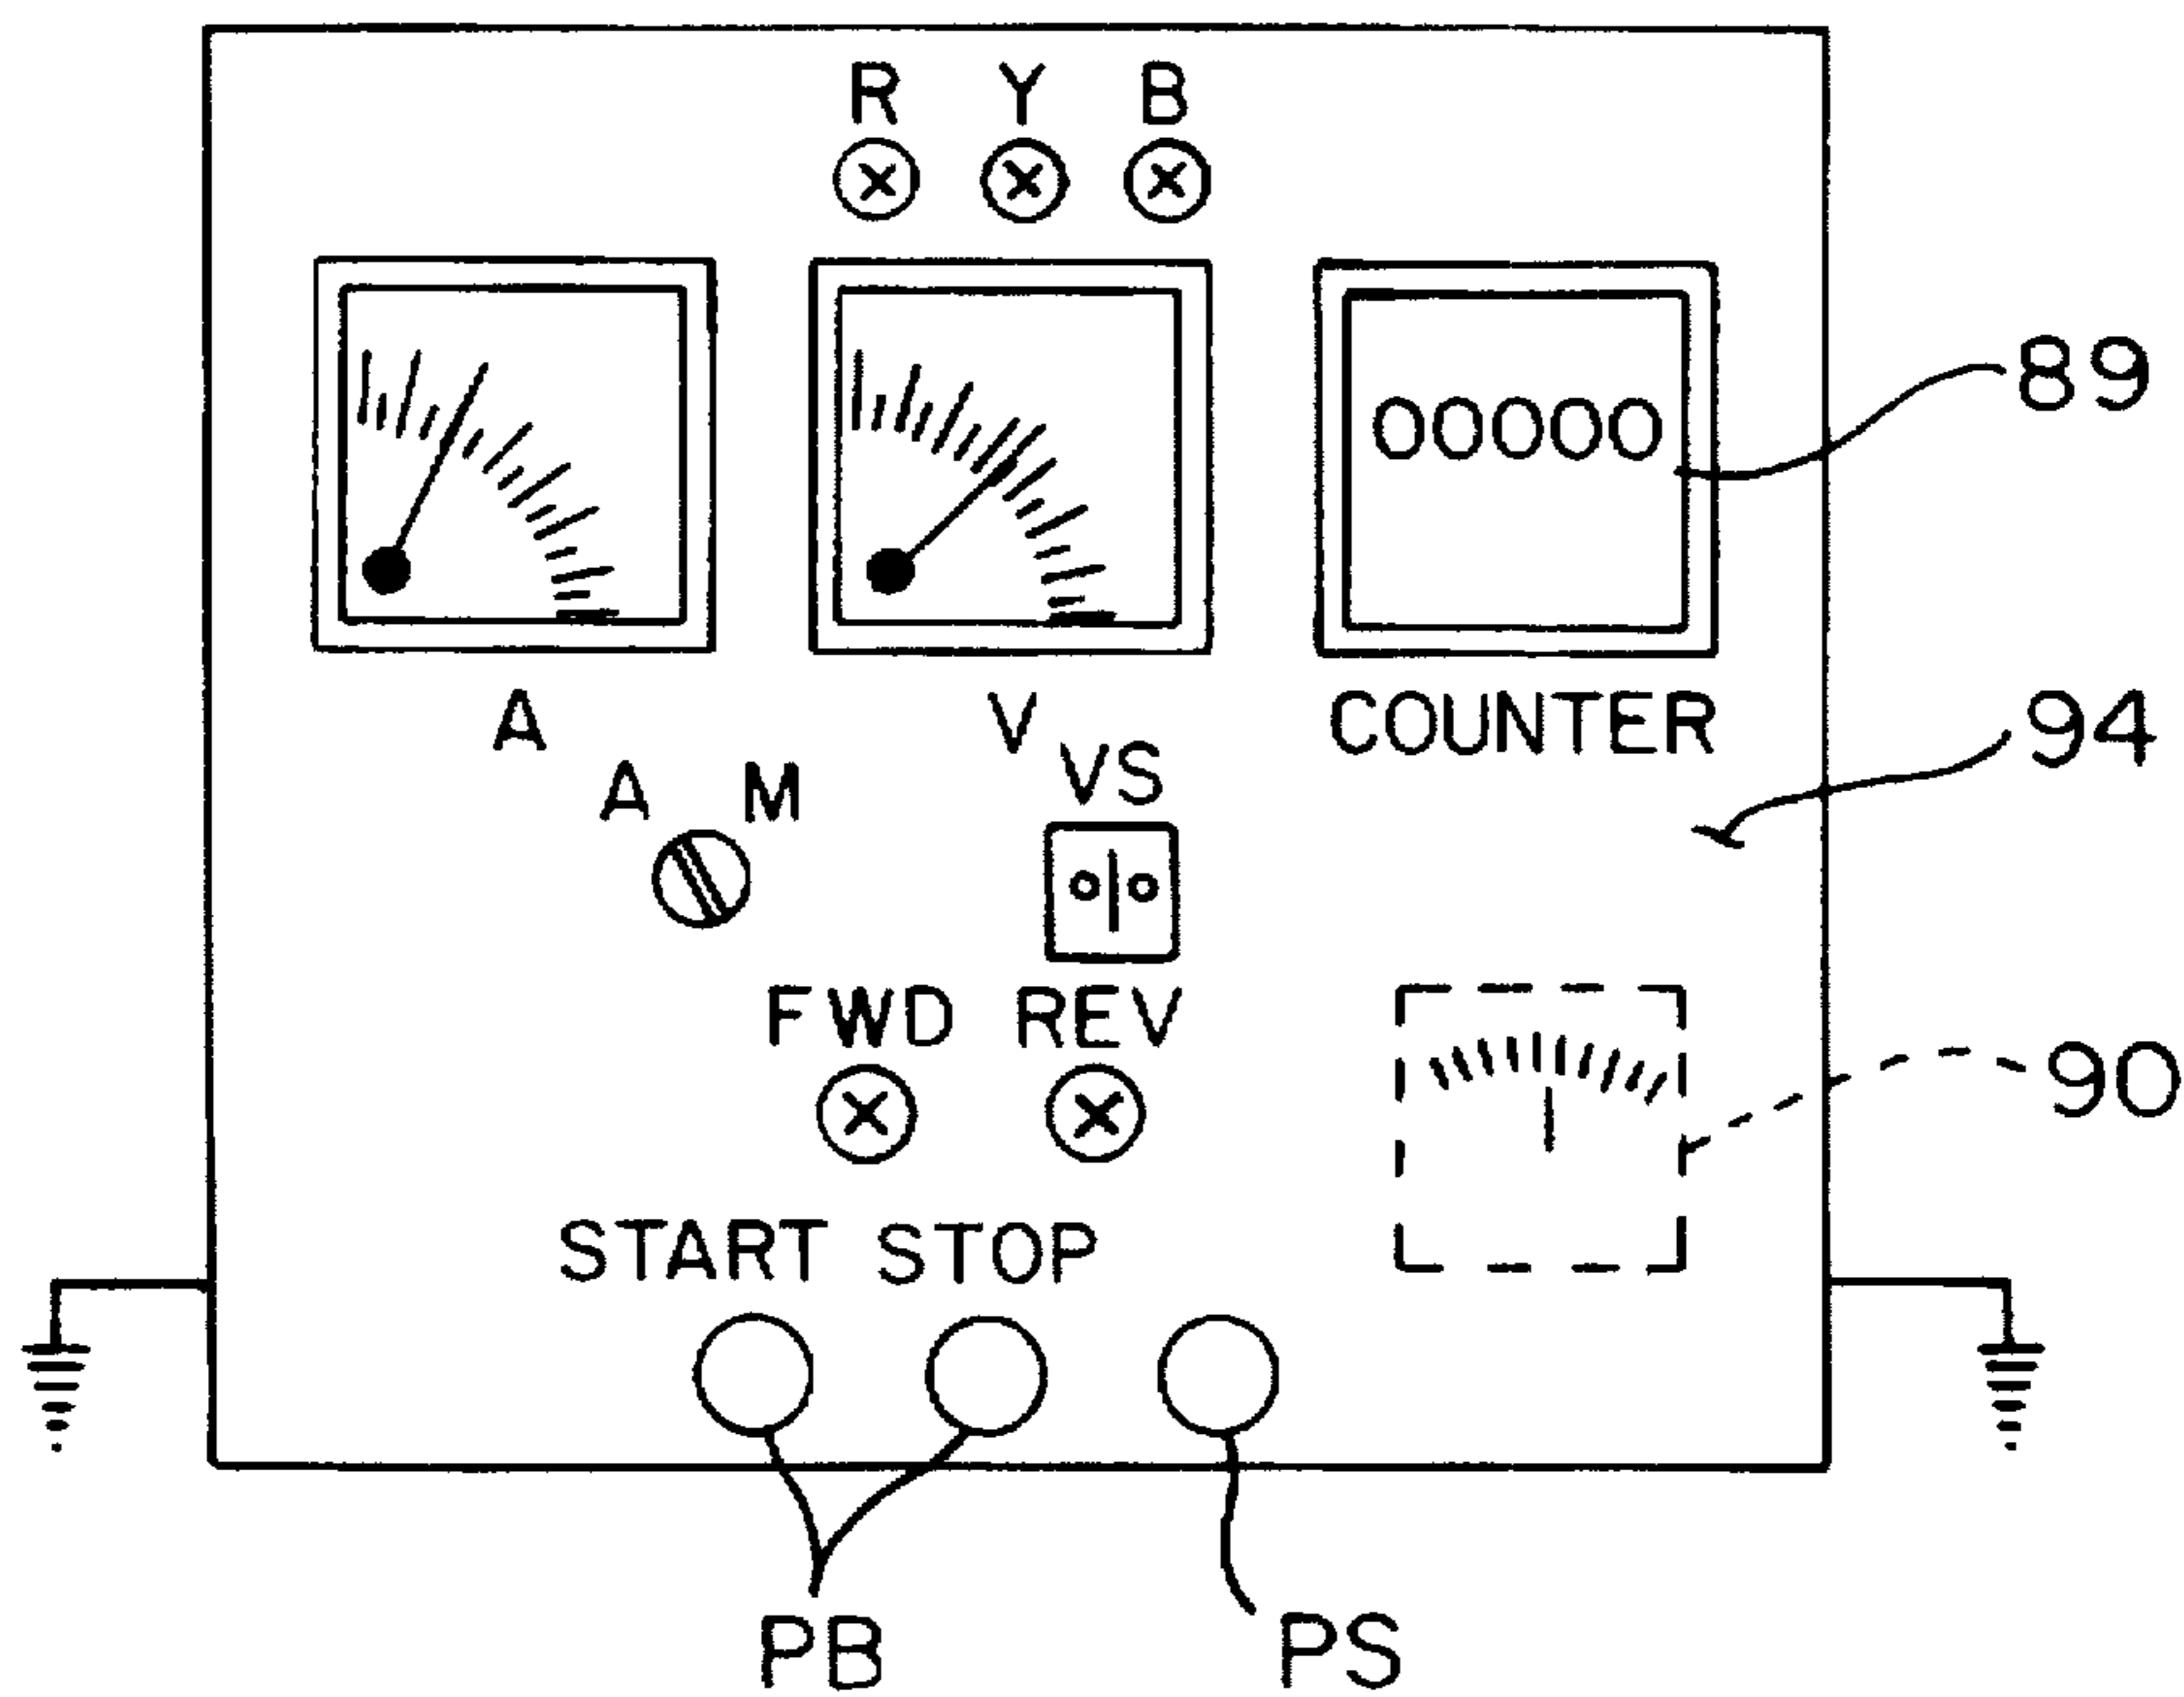 R Y B
00000
89
A V COUNTER
94
A M VS
FWD REV
90
START STOP
PB PS